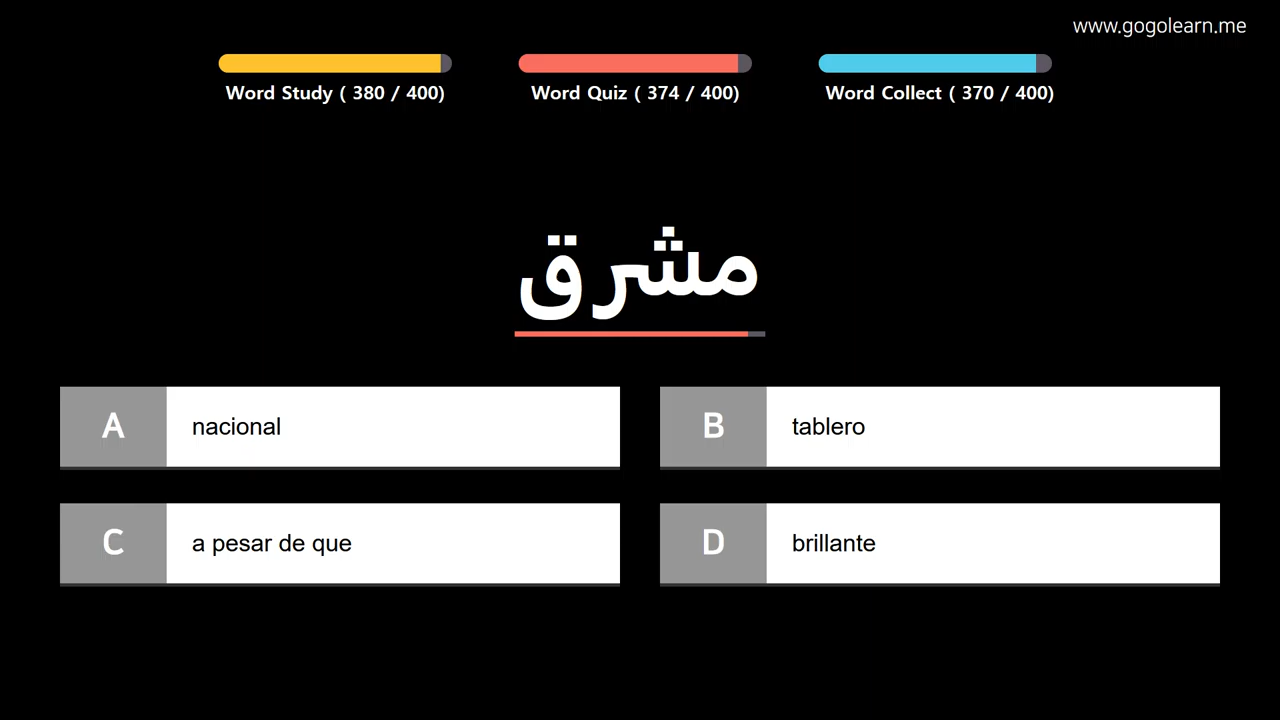 www.gogolearn.me
Word Study ( 380 / 400)
Word Quiz ( 374 / 400)
Word Collect ( 370 / 400)
مشرق
A nacional
B tablero
C a pesar de que
D brillante